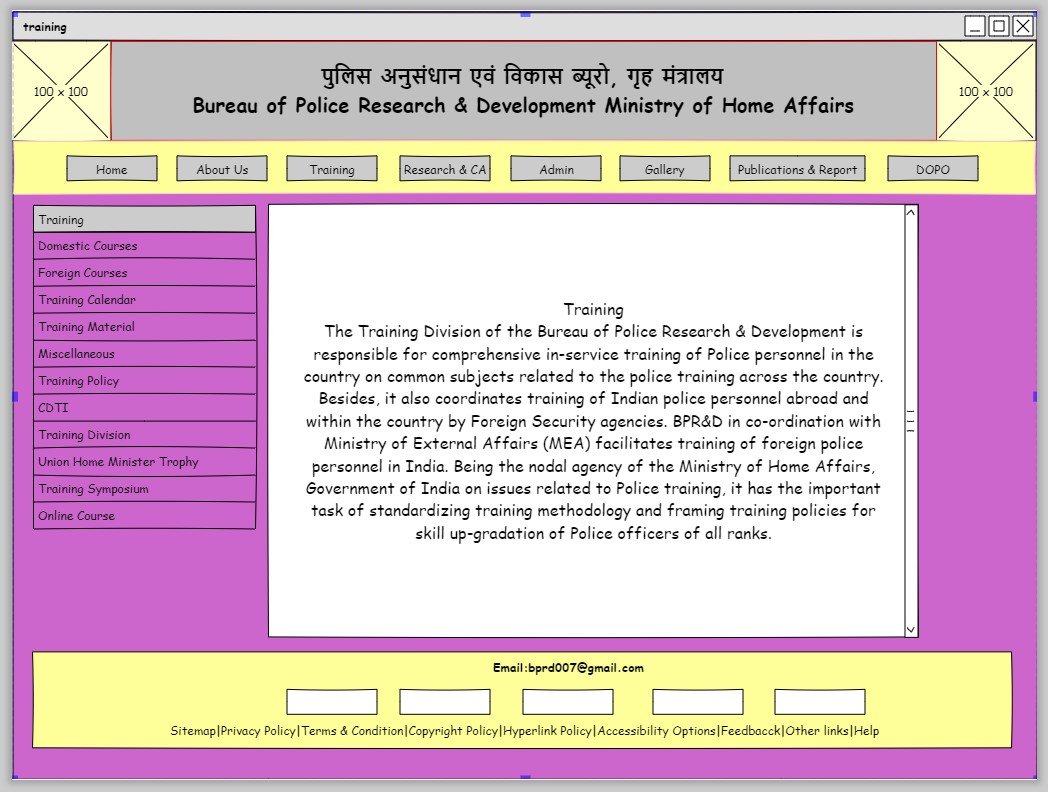 training
100 x 100
पुलिस अनुसंधान एवं विकास ब्यूरो, गृह मंत्रालय
Bureau of Police Research & Development Ministry of Home Affairs
100 x 100
Home
About Us
Training
Research & CA
Admin
Gallery
Publications & Report
DOPO
Training
Domestic Courses
Foreign Courses
Training Calendar
Training Material
Miscellaneous
Training Policy
CDTI
Training Division
Union Home Minister Trophy
Training Symposium
Online Course
Training
The Training Division of the Bureau of Police Research & Development is
responsible for comprehensive in-service training of Police personnel in the
country on common subjects related to the police training across the country.
Besides, it also coordinates training of Indian police personnel abroad and
within the country by Foreign Security agencies. BPR&D in co-ordination with
Ministry of External Affairs (MEA) facilitates training of foreign police
personnel in India. Being the nodal agency of the Ministry of Home Affairs,
Government of India on issues related to Police training, it has the important
task of standardizing training methodology and framing training policies for
skill up-gradation of Police officers of all ranks.
Email:bprd007@gmail.com
Sitemap|Privacy Policy|Terms & Condition|Copyright Policy|Hyperlink Policy|Accessibility Options|Feedbacck|Other links|Help